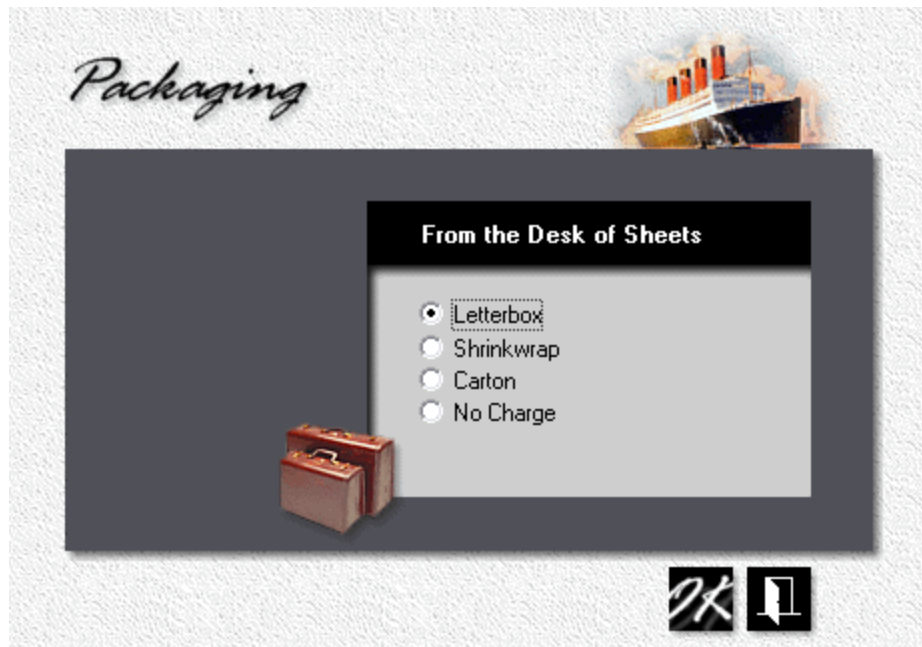 Packaging
From the Desk of Sheets
Letterbox
Shrinkwrap
Carton
No Charge
OK